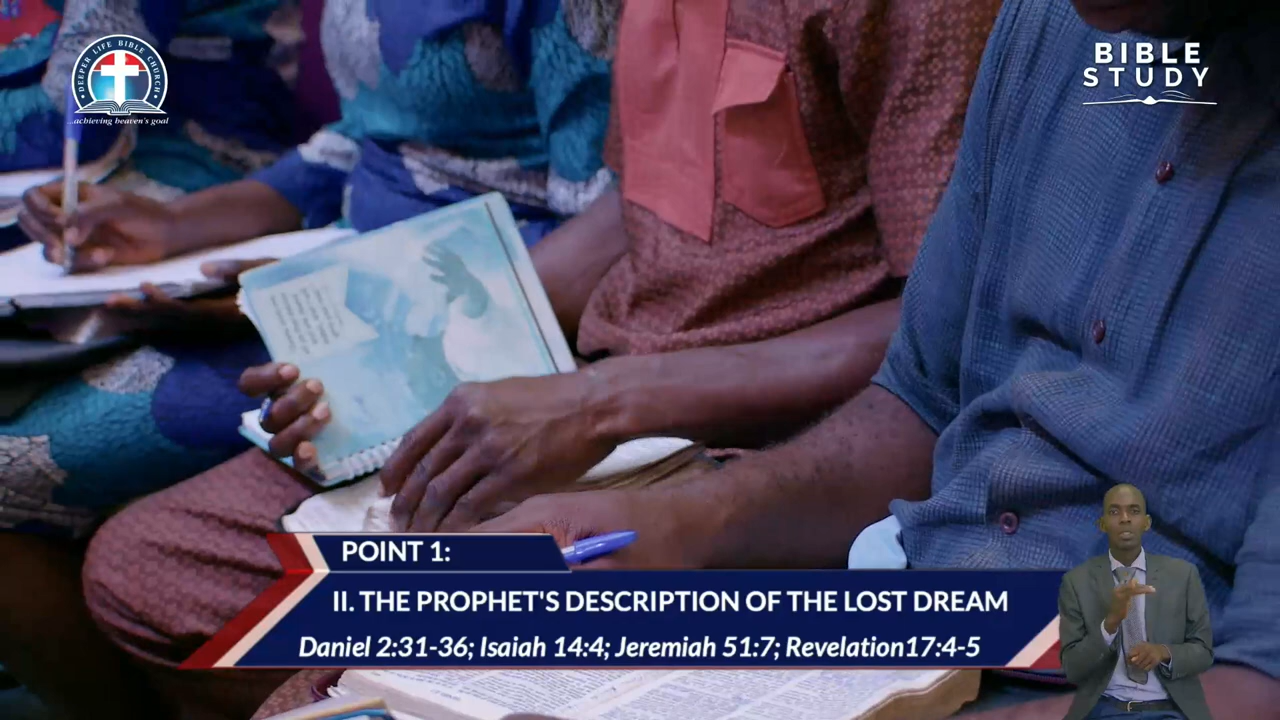 DEEPER LIFE BIBLE CHURCH
...achieving heaven's goal
BIBLE
STUDY
POINT 1:
II. THE PROPHET'S DESCRIPTION OF THE LOST DREAM
Daniel 2:31-36; Isaiah 14:4; Jeremiah 51:7; Revelation17:4-5